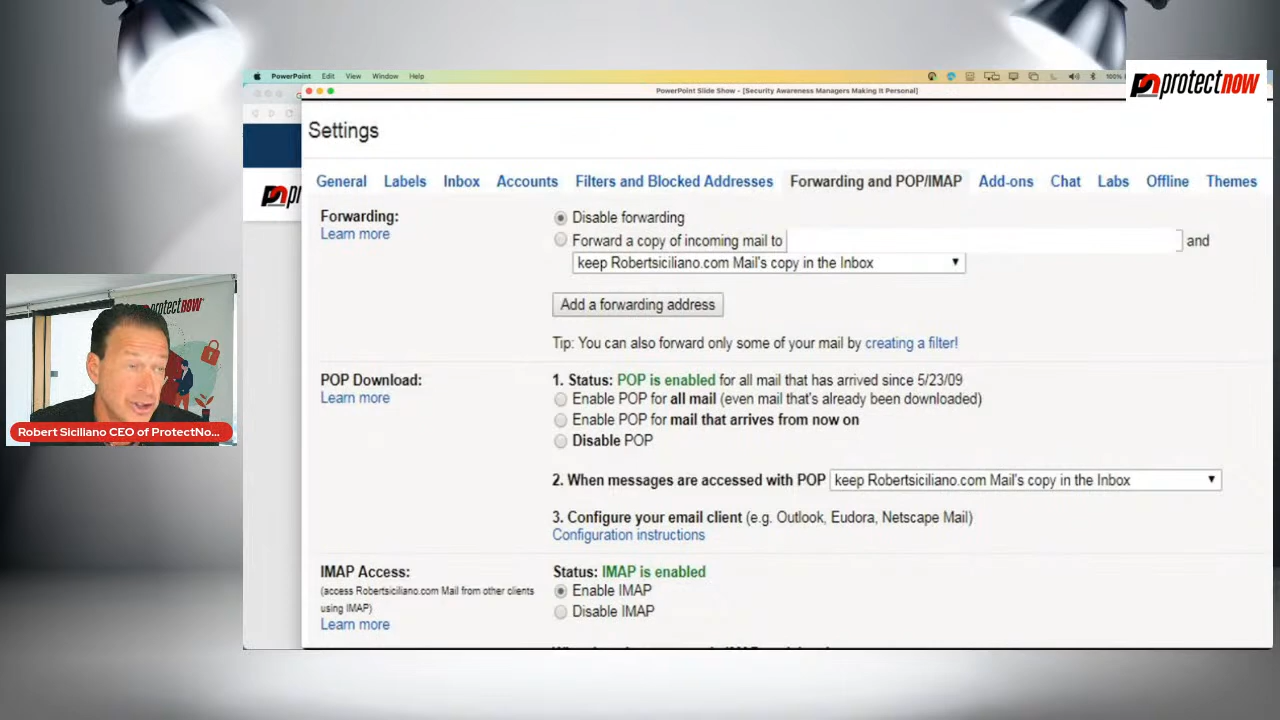 PowerPoint Edit View Window Help
100%
PowerPoint Slide Show - [Security Awareness Managers Making It Personal]
protectnow
Settings
General Labels Inbox Accounts Filters and Blocked Addresses Forwarding and POP/IMAP Add-ons Chat Labs Offline Themes
Forwarding:
Learn more
Disable forwarding
Forward a copy of incoming mail to and
keep Robertsiciliano.com Mail's copy in the Inbox
Add a forwarding address
Tip: You can also forward only some of your mail by creating a filter!
POP Download:
Learn more
1. Status: POP is enabled for all mail that has arrived since 5/23/09
Enable POP for all mail (even mail that's already been downloaded)
Enable POP for mail that arrives from now on
Disable POP
2. When messages are accessed with POP keep Robertsiciliano.com Mail's copy in the Inbox
3. Configure your email client (e.g. Outlook, Eudora, Netscape Mail)
Configuration instructions
IMAP Access:
(access Robertsiciliano.com Mail from other clients
using IMAP)
Learn more
Status: IMAP is enabled
Enable IMAP
Disable IMAP
protectnow
Robert Siciliano CEO of ProtectNo...